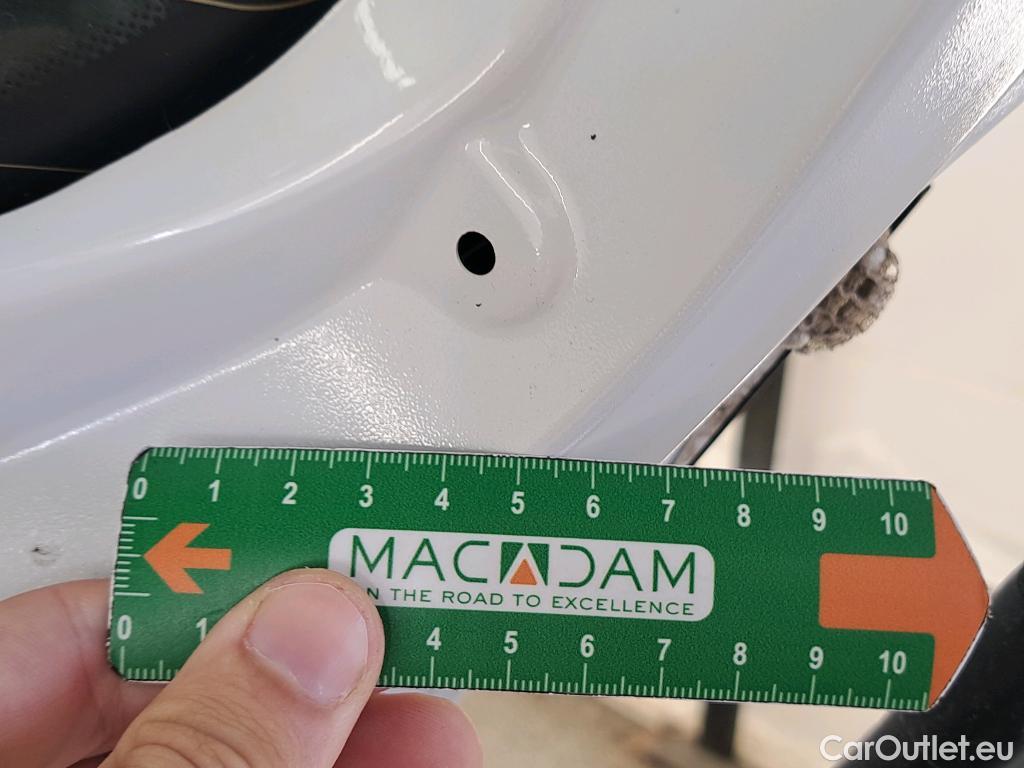 0 1 2 3 4 5 6 7 8 9 10
MACADAM
N THE ROAD TO EXCELLENCE
0 1 4 5 6 7 8 9 10
CarOutlet.eu